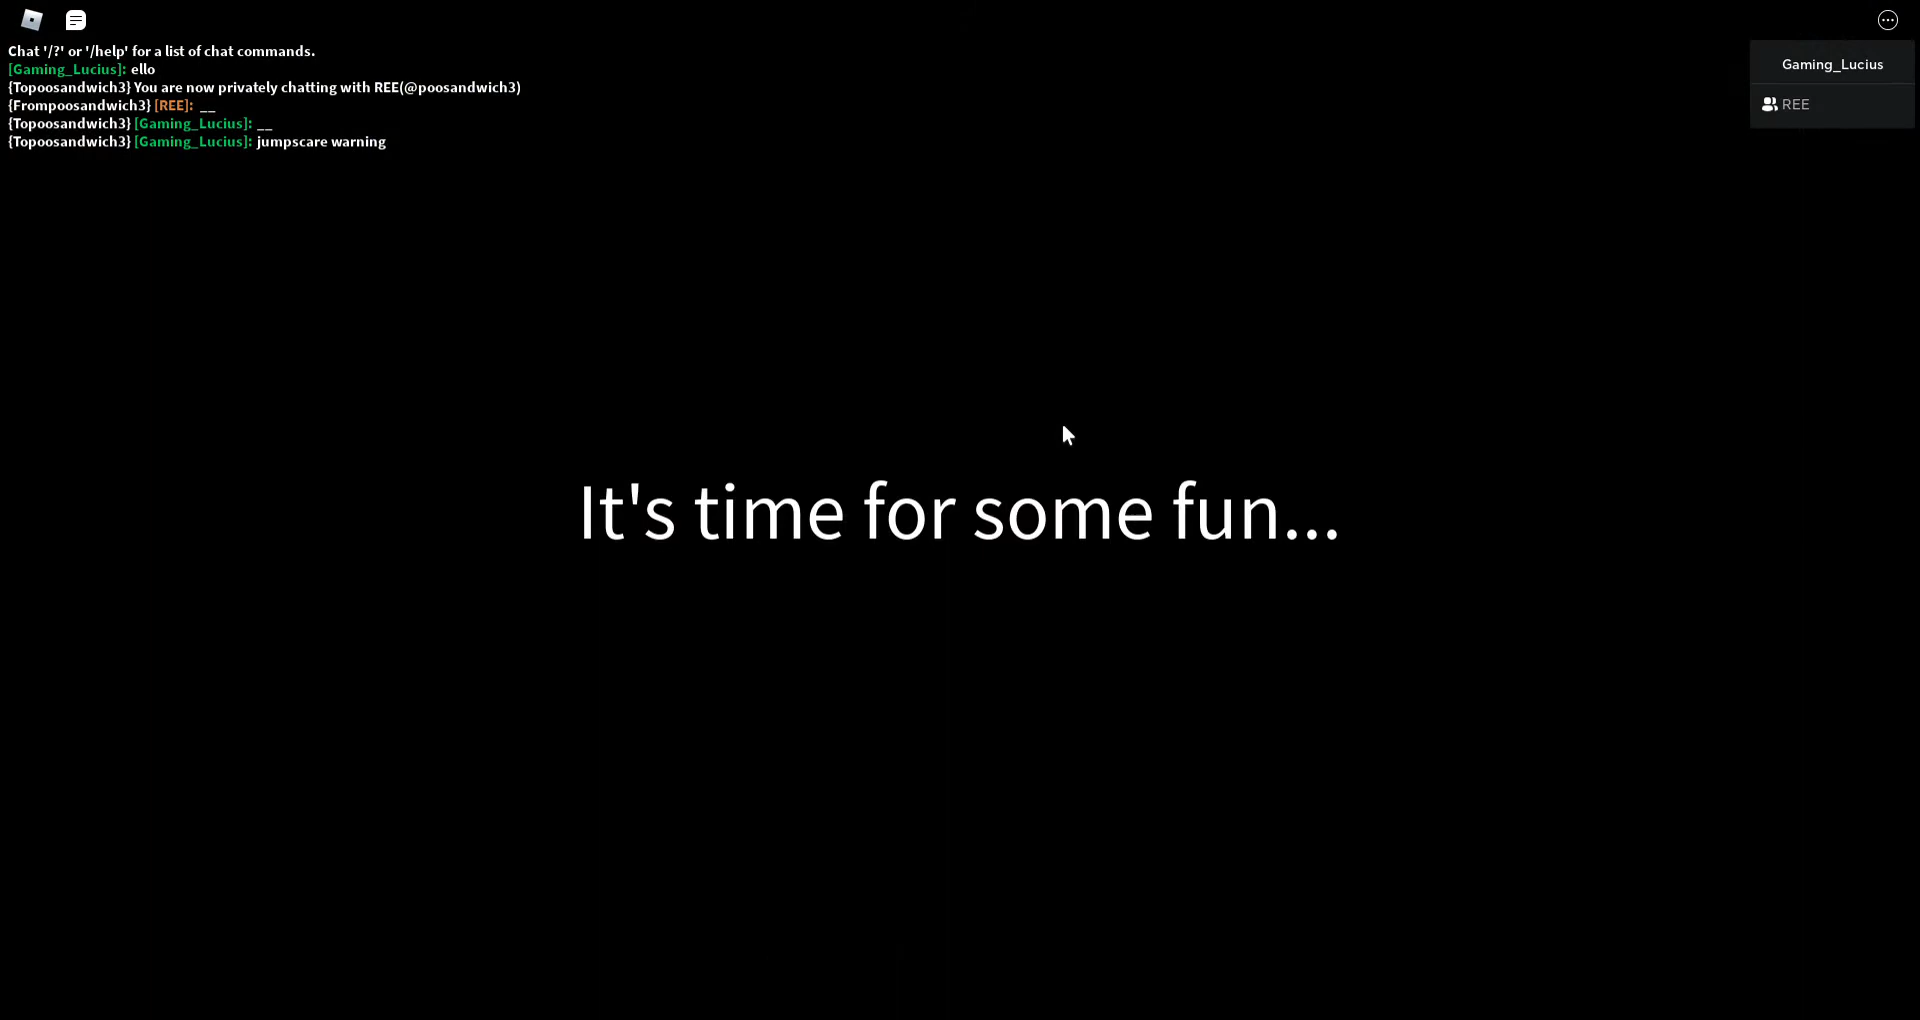 Chat '/?' or '/help' for a list of chat commands.
[Gaming_Lucius]: ello
{Topoosandwich3} You are now privately chatting with REE(@poosandwich3)
{Frompoosandwich3} [REE]: __
{Topoosandwich3} [Gaming_Lucius]: __
{Topoosandwich3} [Gaming_Lucius]: jumpscare warning
Gaming_Lucius
REE
It's time for some fun...